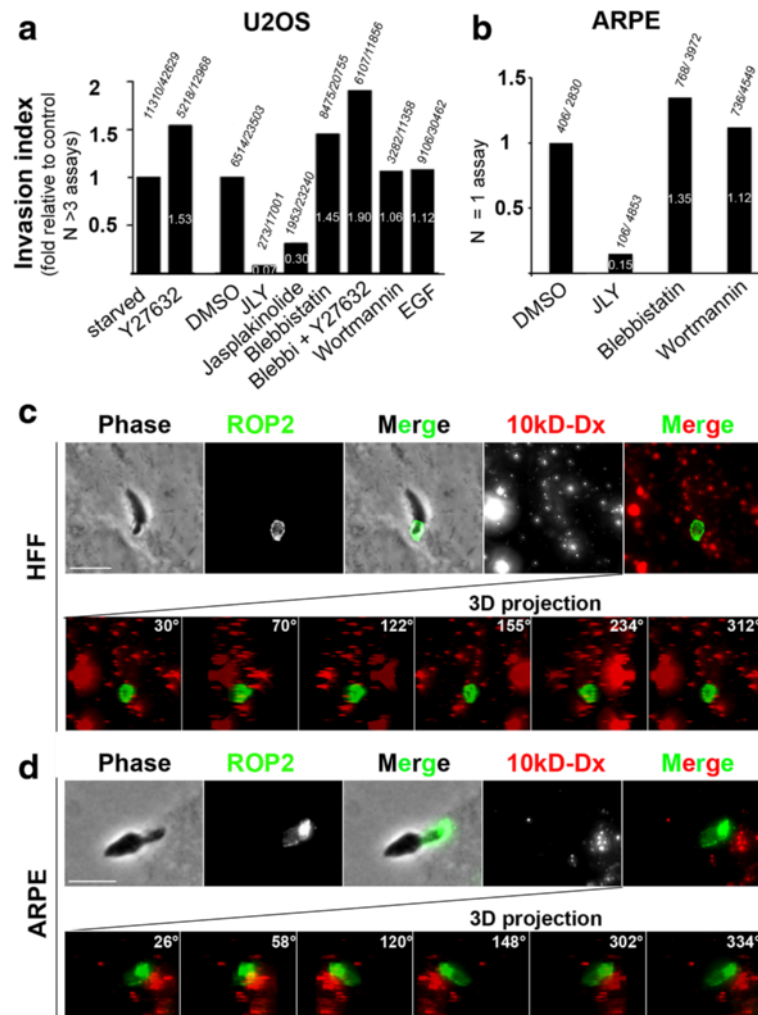 a
U2OS
Invasion index
(fold relative to control
N >3 assays)
2
1.5
1
0.5
11310/42629
5218/12968
6514/23503
273/17001
1953/23240
8475/20755
6107/11856
3282/11358
9106/30462
1.53
0.07
0.30
1.45
1.90
1.06
1.12
starved
Y27632
DMSO
JLY
Jasplakinolide
Blebbistatin
Blebbi + Y27632
Wortmannin
EGF
b
ARPE
N = 1 assay
1.5
1
0.5
406/ 2830
106/ 4853
768/ 3972
736/4549
0.15
1.35
1.12
DMSO
JLY
Blebbistatin
Wortmannin
c
HFF
Phase ROP2 Merge 10kD-Dx Merge
3D projection
30° 70° 122° 155° 234° 312°
d
ARPE
Phase ROP2 Merge 10kD-Dx Merge
3D projection
26° 58° 120° 148° 302° 334°